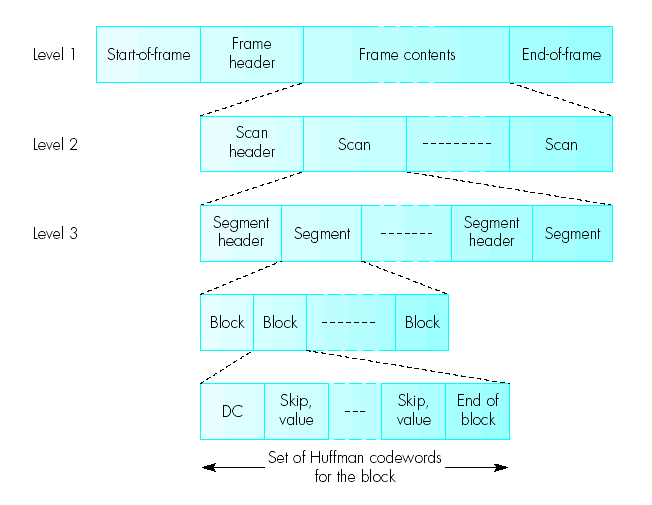 Level 1
Start-of-frame
Frame
header
Frame contents
End-of-frame
Level 2
Scan
header
Scan
Scan
Level 3
Segment
header
Segment
Segment
header
Segment
Block
Block
Block
DC
Skip,
value
Skip,
value
End of
block
Set of Huffman codewords
for the block